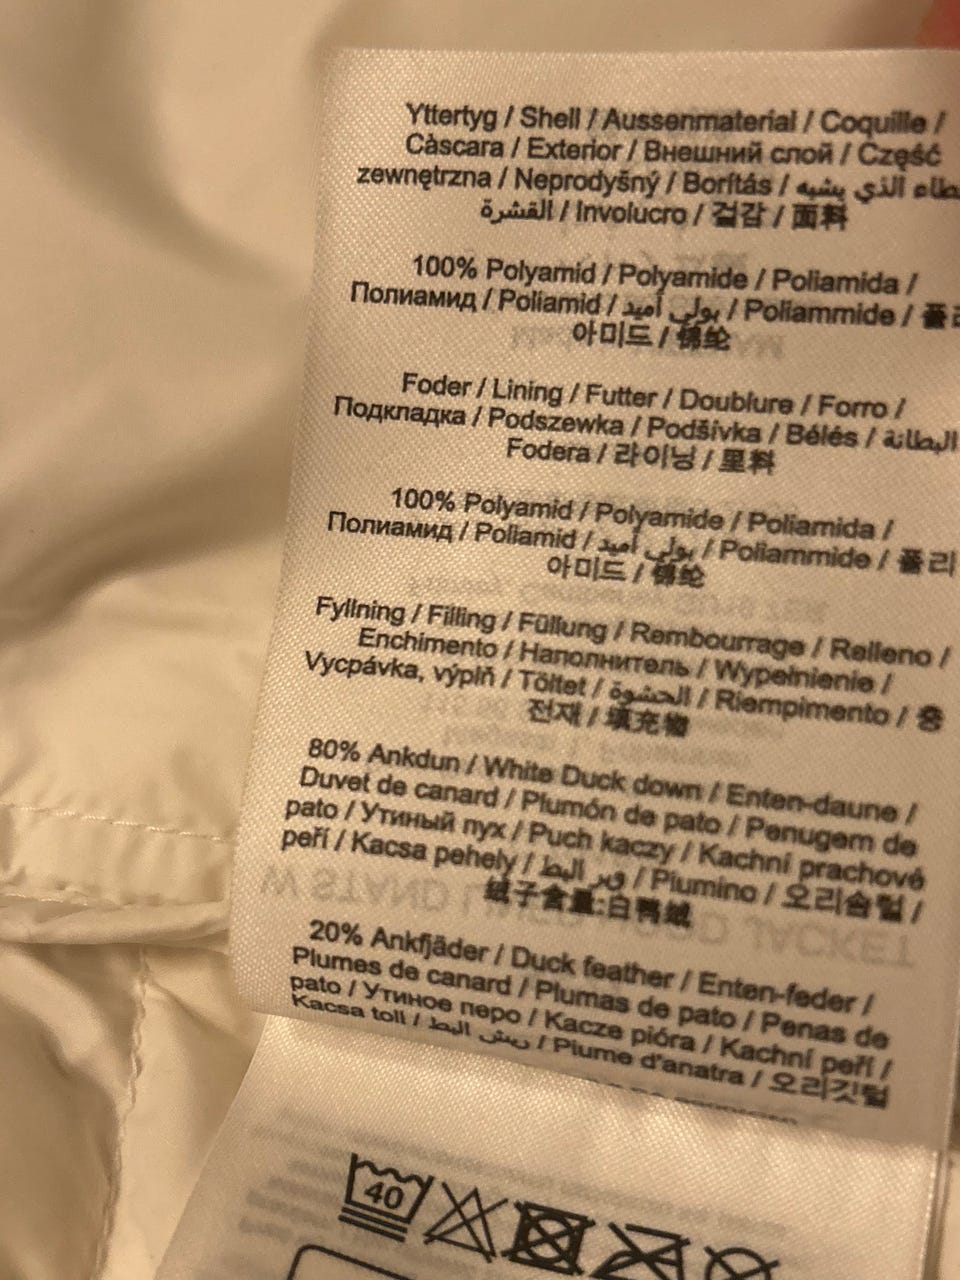 Yttertyg / Shell / Aussenmaterial / Coquille /
Càscara / Exterior / Внешний слой / Część
zewnętrzna / Neprodyšný / Borítás / الغطاء الذي يشبه
القشرة / Involucro / 겉감 / 面料
100% Polyamid / Polyamide / Poliamida /
Полиамид / Poliamid / بولي أميد / Poliammide / 폴리
아미드 / 锦纶
Foder / Lining / Futter / Doublure / Forro /
Подкладка / Podszewka / Podšívka / Bélés / البطانة
Fodera / 라이닝 / 里料
100% Polyamid / Polyamide / Poliamida /
Полиамид / Poliamid / بولي أميد / Poliammide / 폴리
아미드 / 锦纶
Fyllning / Filling / Füllung / Rembourrage / Relleno /
Enchimento / Наполнитель / Wypełnienie /
Vycpávka, výplň / Töltet / الحشوة / Riempimento / 충
전재 / 填充物
80% Ankdun / White Duck down / Enten-daune /
Duvet de canard / Plumón de pato / Penugem de
pato / Утиный пух / Puch kaczy / Kachní prachové
peří / Kacsa pehely / وبر البط / Piumino / 오리솜털 /
绒子含量:白鸭绒
20% Ankfjäder / Duck feather / Enten-feder /
Plumes de canard / Plumas de pato / Penas de
pato / Утиное перо / Kacze pióra / Kachní peří /
Kacsa toll / ريش البط / Piume d'anatra / 오리깃털
40